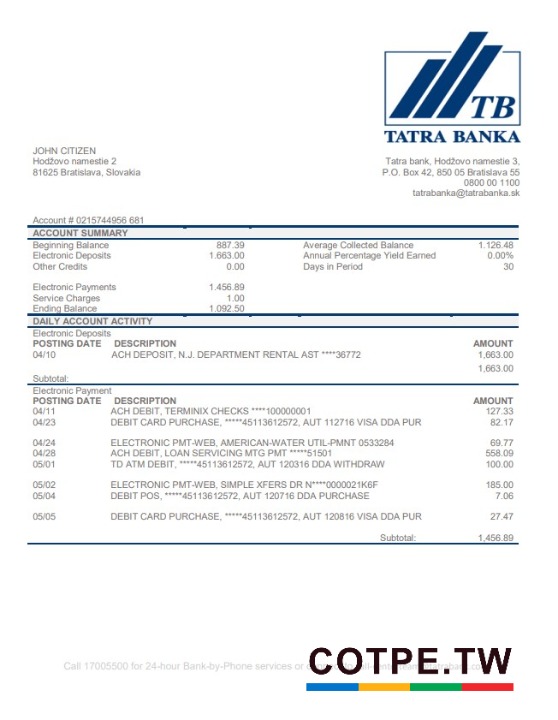 TB
TATRA BANKA
JOHN CITIZEN
Hodžovo namestie 2
81625 Bratislava, Slovakia
Tatra bank, Hodžovo namestie 3,
P.O. Box 42, 850 05 Bratislava 55
0800 00 1100
tatrabanka@tatrabanka.sk
Account # 0215744956 681
ACCOUNT SUMMARY
Beginning Balance 887.39 Average Collected Balance 1.126.48
Electronic Deposits 1.663.00 Annual Percentage Yield Earned 0.00%
Other Credits 0.00 Days in Period 30
Electronic Payments 1.456.89
Service Charges 1.00
Ending Balance 1.092.50
DAILY ACCOUNT ACTIVITY
Electronic Deposits
POSTING DATE DESCRIPTION AMOUNT
04/10 ACH DEPOSIT, N.J. DEPARTMENT RENTAL AST ****36772 1,663.00
1,663.00
Subtotal:
Electronic Payment
POSTING DATE DESCRIPTION AMOUNT
04/11 ACH DEBIT, TERMINIX CHECKS ****100000001 127.33
04/23 DEBIT CARD PURCHASE, *****45113612572, AUT 112716 VISA DDA PUR 82.17
04/24 ELECTRONIC PMT-WEB, AMERICAN-WATER UTIL-PMNT 0533284 69.77
04/28 ACH DEBIT, LOAN SERVICING MTG PMT *****51501 558.09
05/01 TD ATM DEBIT, *****45113612572, AUT 120316 DDA WITHDRAW 100.00
05/02 ELECTRONIC PMT-WEB, SIMPLE XFERS DR N****0000021K6F 185.00
05/04 DEBIT POS, *****45113612572, AUT 120716 DDA PURCHASE 7.06
05/05 DEBIT CARD PURCHASE, *****45113612572, AUT 120816 VISA DDA PUR 27.47
Subtotal: 1,456.89
Call 17005500 for 24-hour Bank-by-Phone services or
COTPE.TW